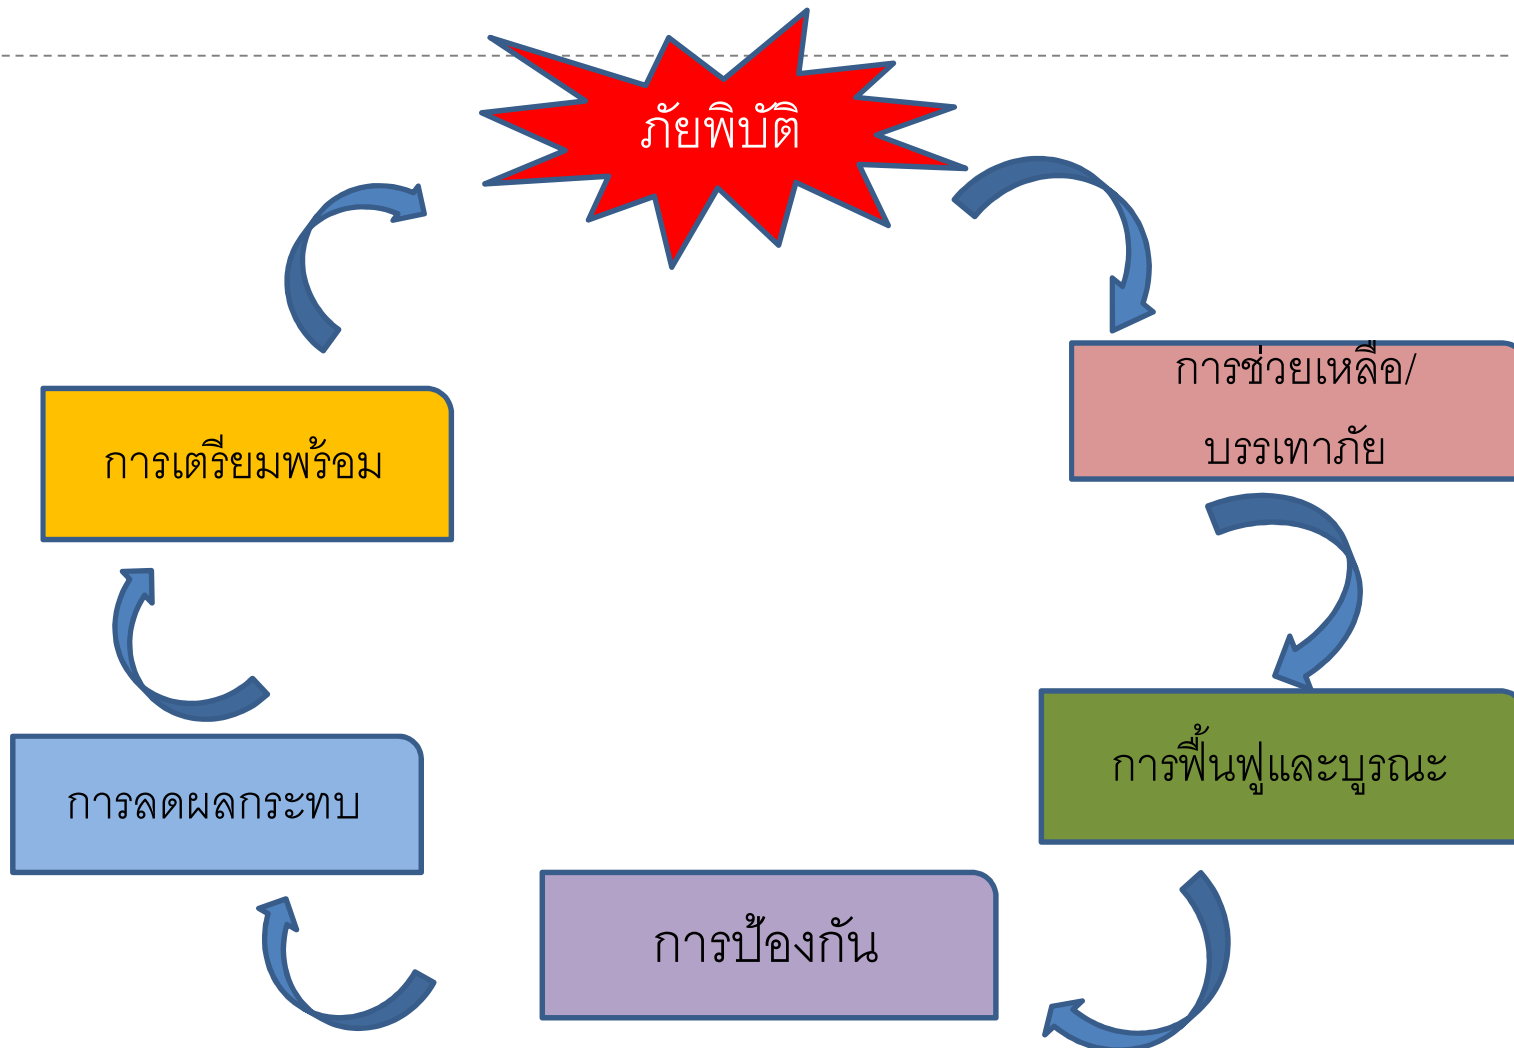 ภัยพิบัติ
การช่วยเหลือ/
บรรเทาภัย
การเตรียมพร้อม
การฟื้นฟูและบูรณะ
การลดผลกระทบ
การป้องกัน